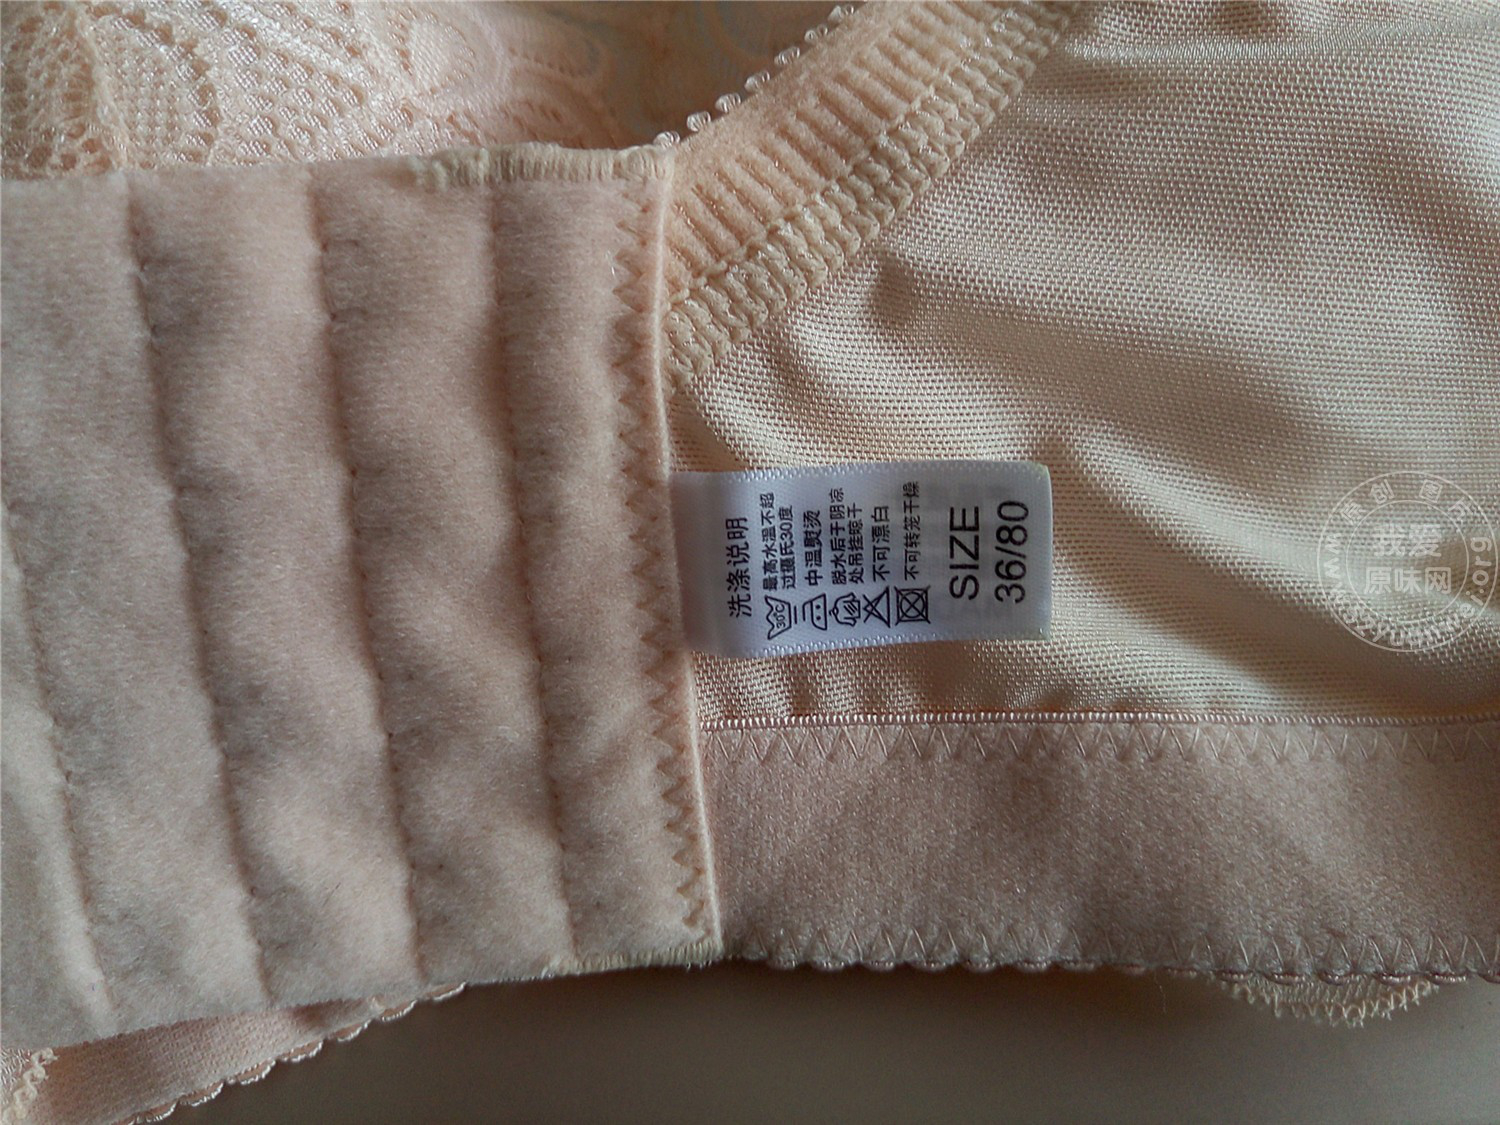 洗涤说明
最高水温不超
过摄氏30度
30°C
中温熨烫
脱水后于阴凉
处吊挂晾干
不可漂白
不可转笼干燥
SIZE
36/80
我爱
原味网